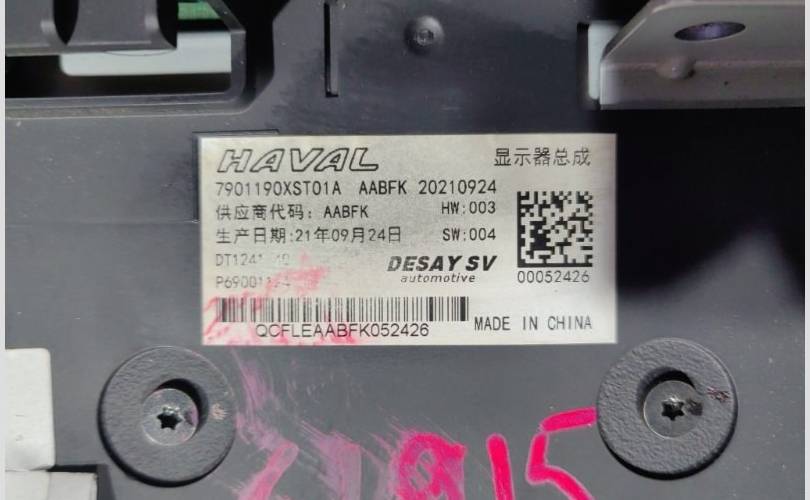 HAVAL 显示器总成
7901190XST01A AABFK 20210924
供应商代码: AABFK HW:003
生产日期:21年09月24日 SW:004
DESAY SV
automotive
00052426
QCFLEAABFK052426
MADE IN CHINA